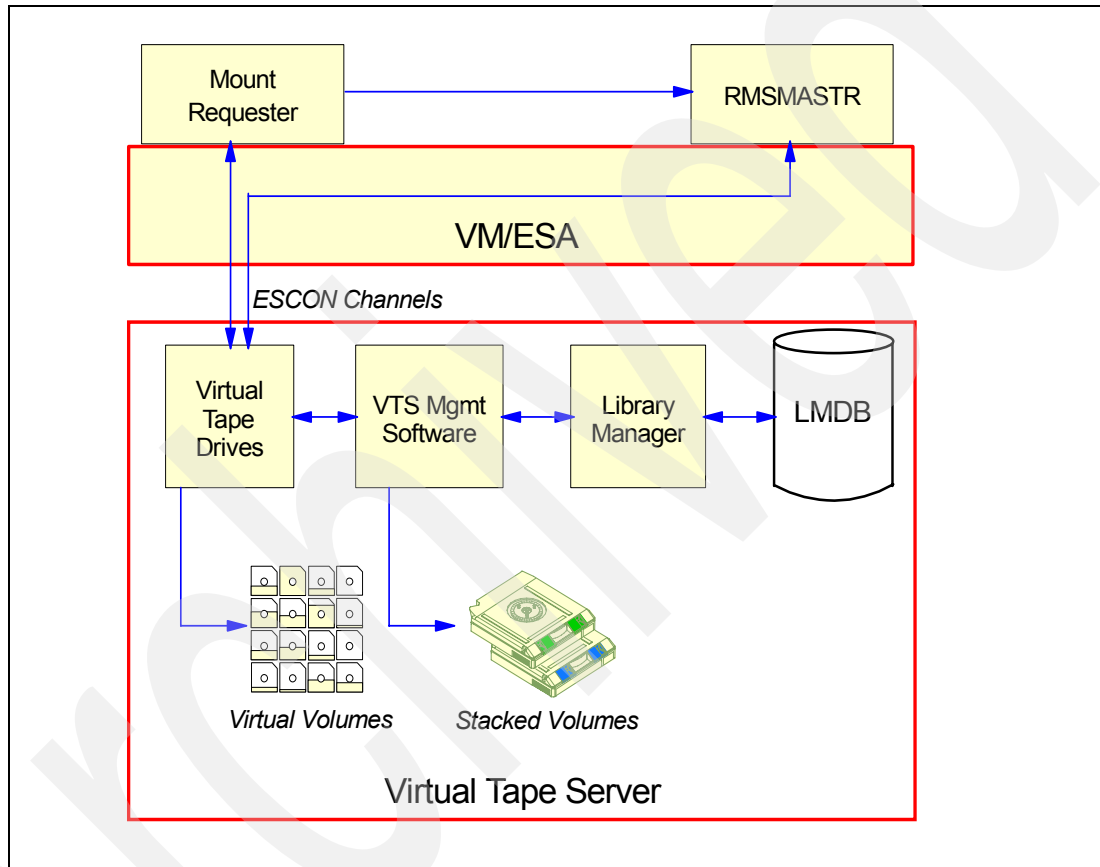 Mount
Requester
RMSMASTR
VM/ESA
ESCON Channels
Virtual
Tape
Drives
VTS Mgmt
Software
Library
Manager
LMDB
Virtual Volumes
Stacked Volumes
Virtual Tape Server
rchived